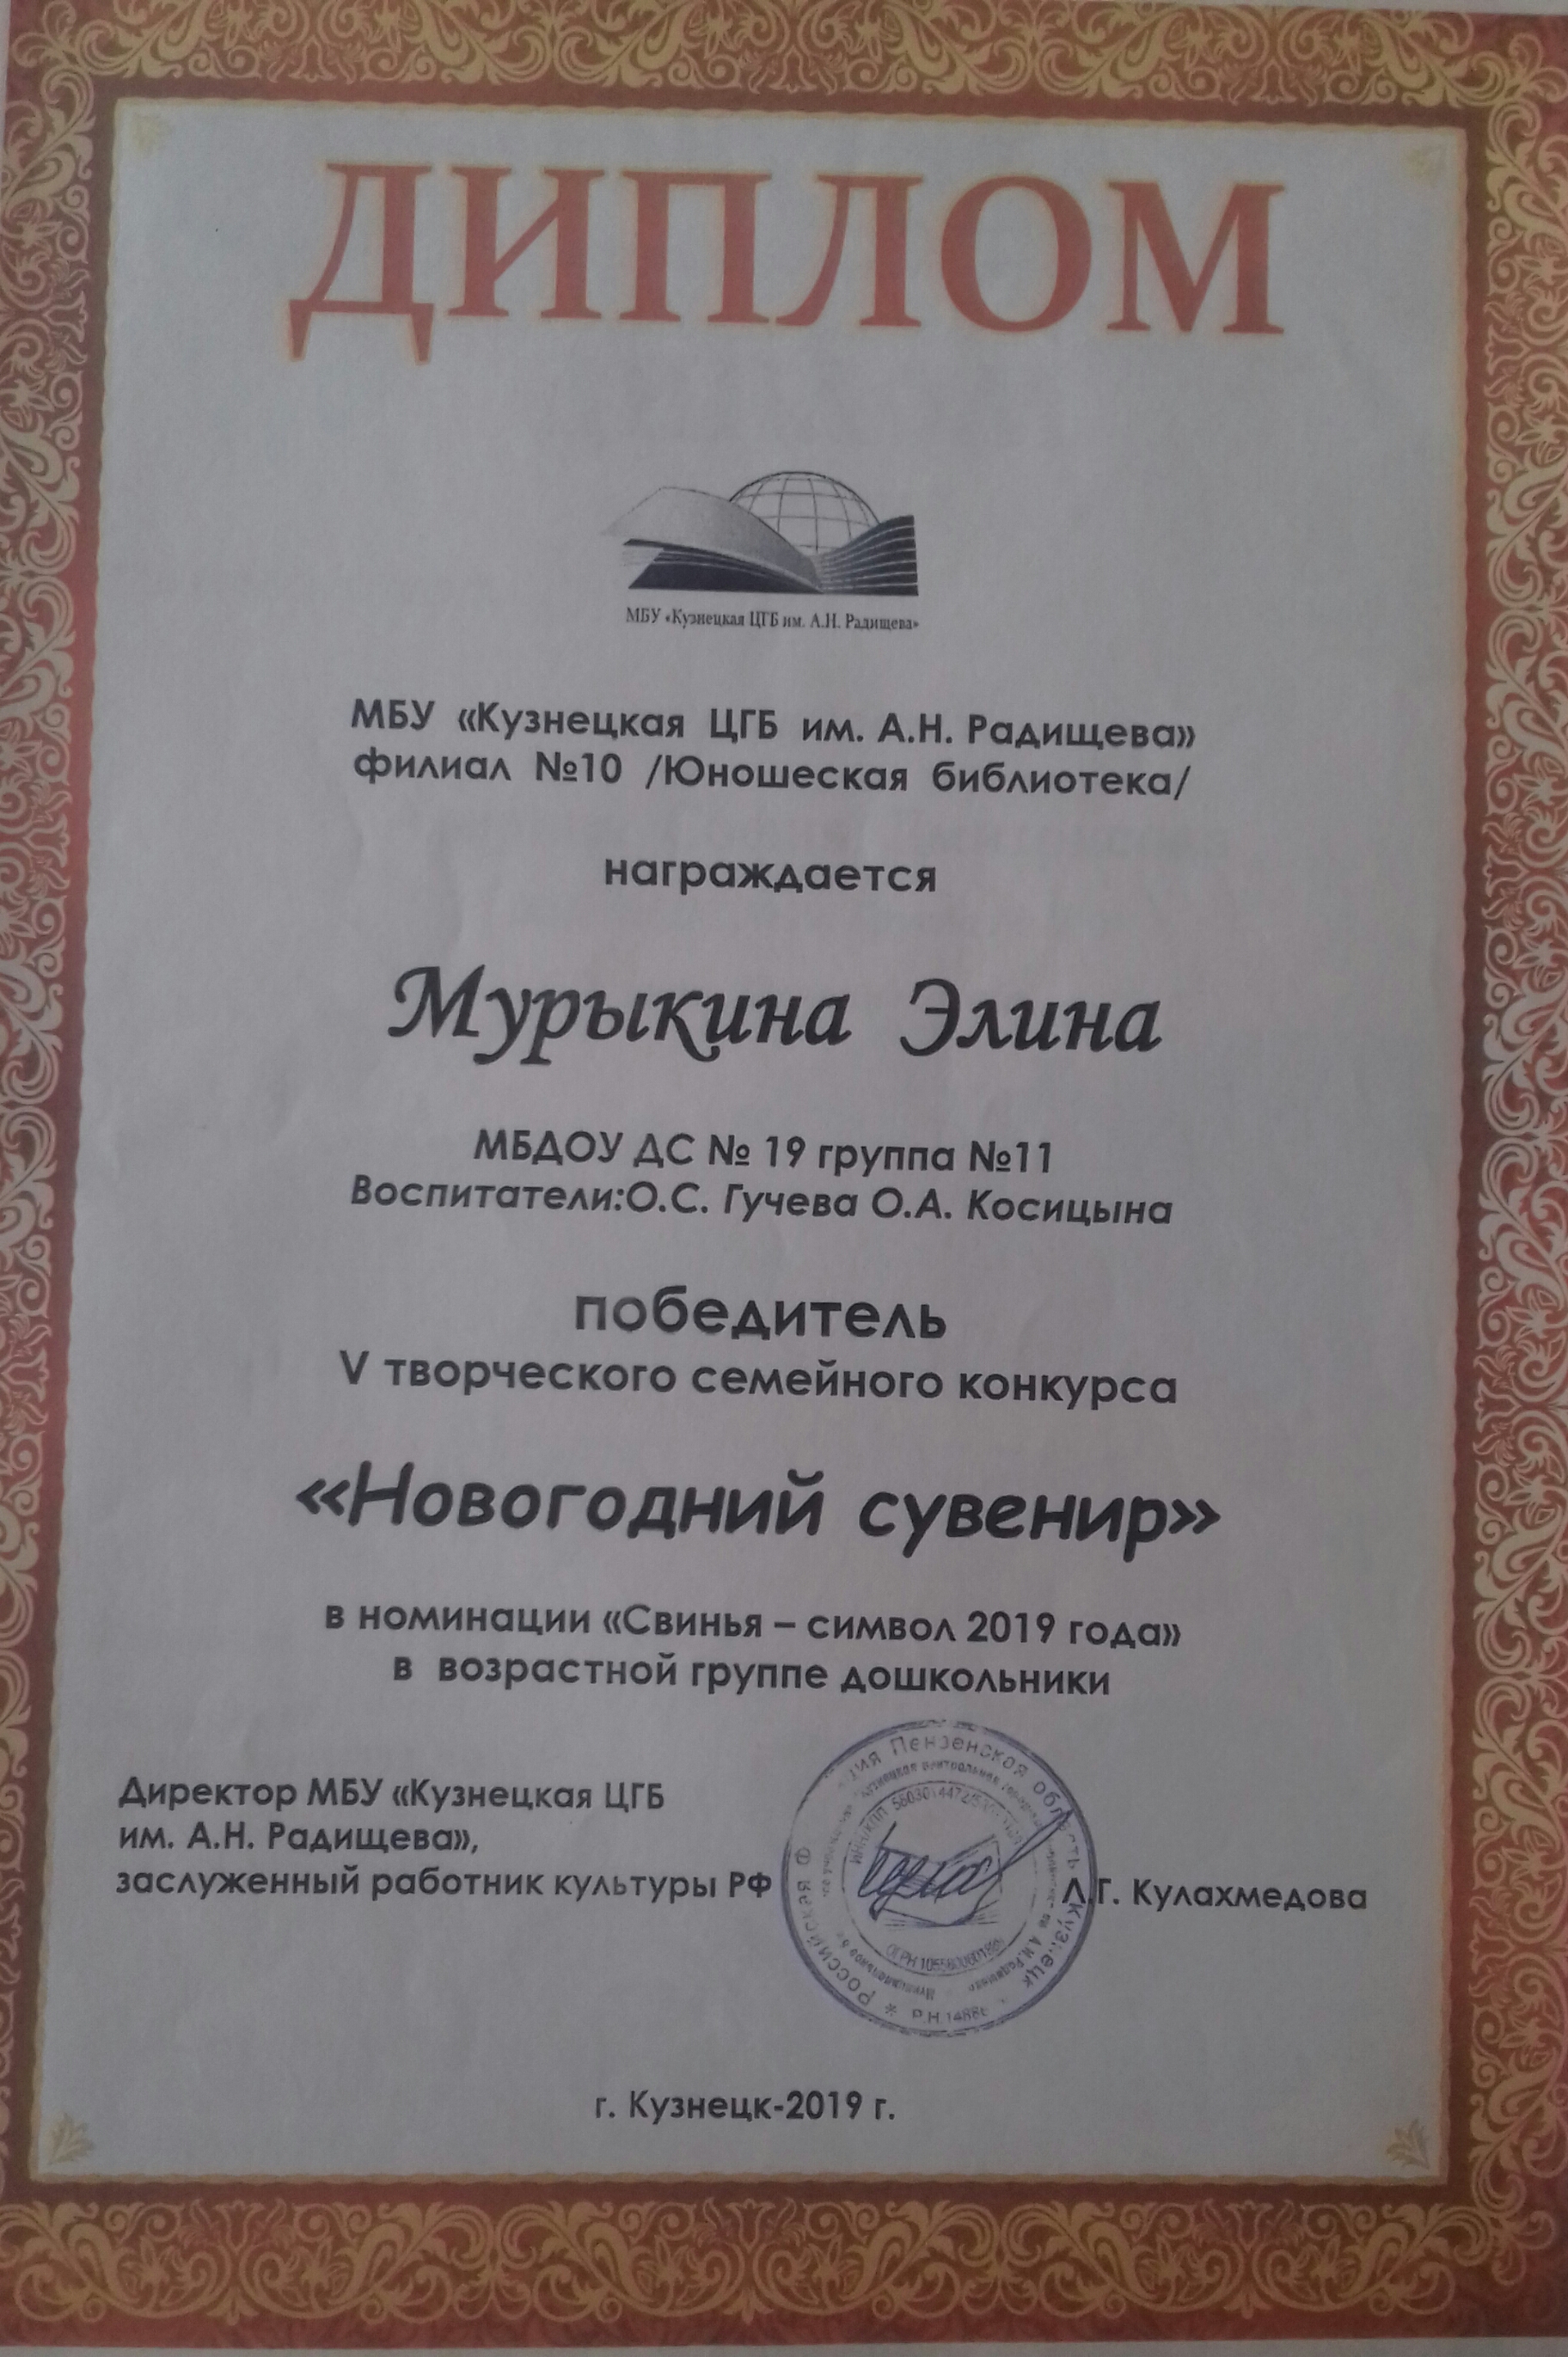 ДИПЛОМ
МБУ «Кузнецкая ЦГБ им. А.Н. Радищева»
МБУ «Кузнецкая ЦГБ им. А.Н. Радищева»
филиал №10 /Юношеская библиотека/
награждается
Мурыкина Элина
МБДОУ ДС № 19 группа №11
Воспитатели:О.С. Гучева О.А. Косицына
победитель
V творческого семейного конкурса
«Новогодний сувенир»
в номинации «Свинья – символ 2019 года»
в возрастной группе дошкольники
Директор МБУ «Кузнецкая ЦГБ
им. А.Н. Радищева»,
заслуженный работник культуры РФ Л.Г. Кулахмедова
Пензенской область
г. Кузнецк-2019 г.